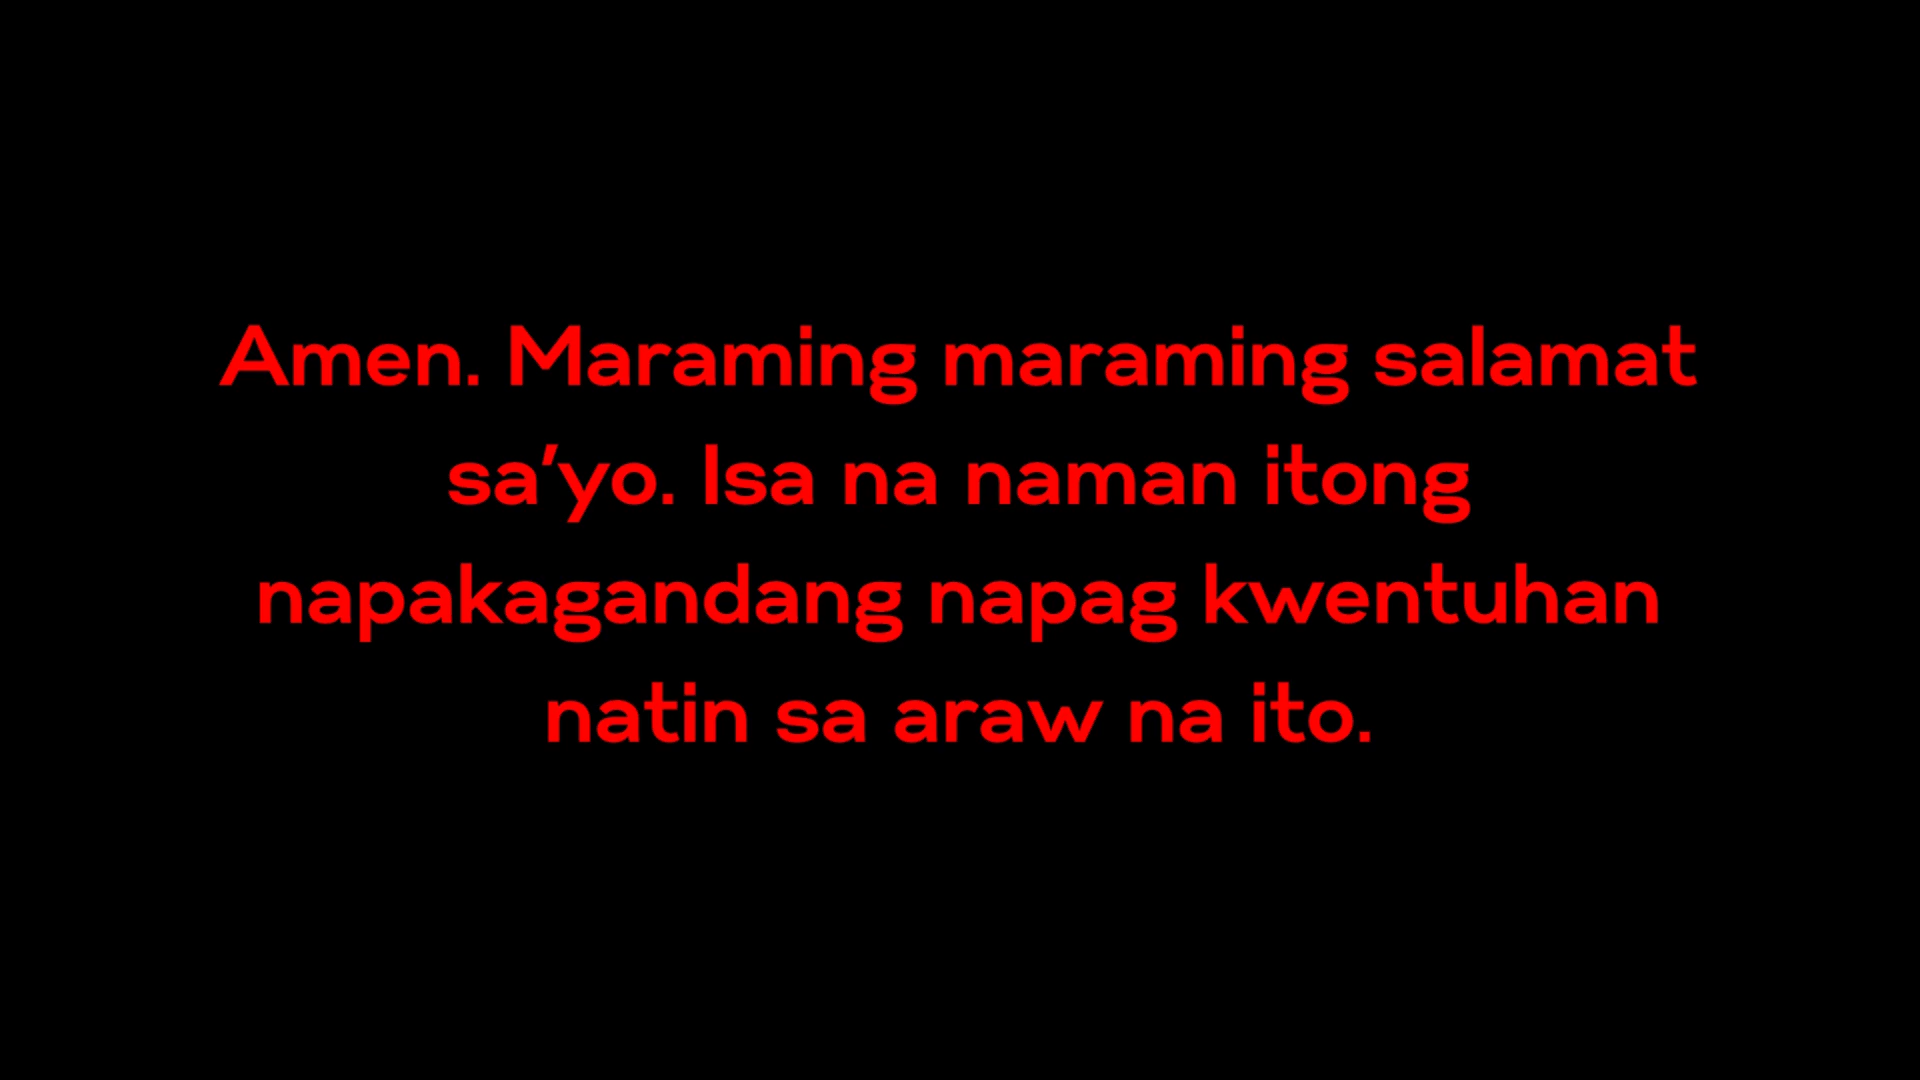 Amen. Maraming maraming salamat
sa'yo. Isa na naman itong
napakagandang napag kwentuhan
natin sa araw na ito.